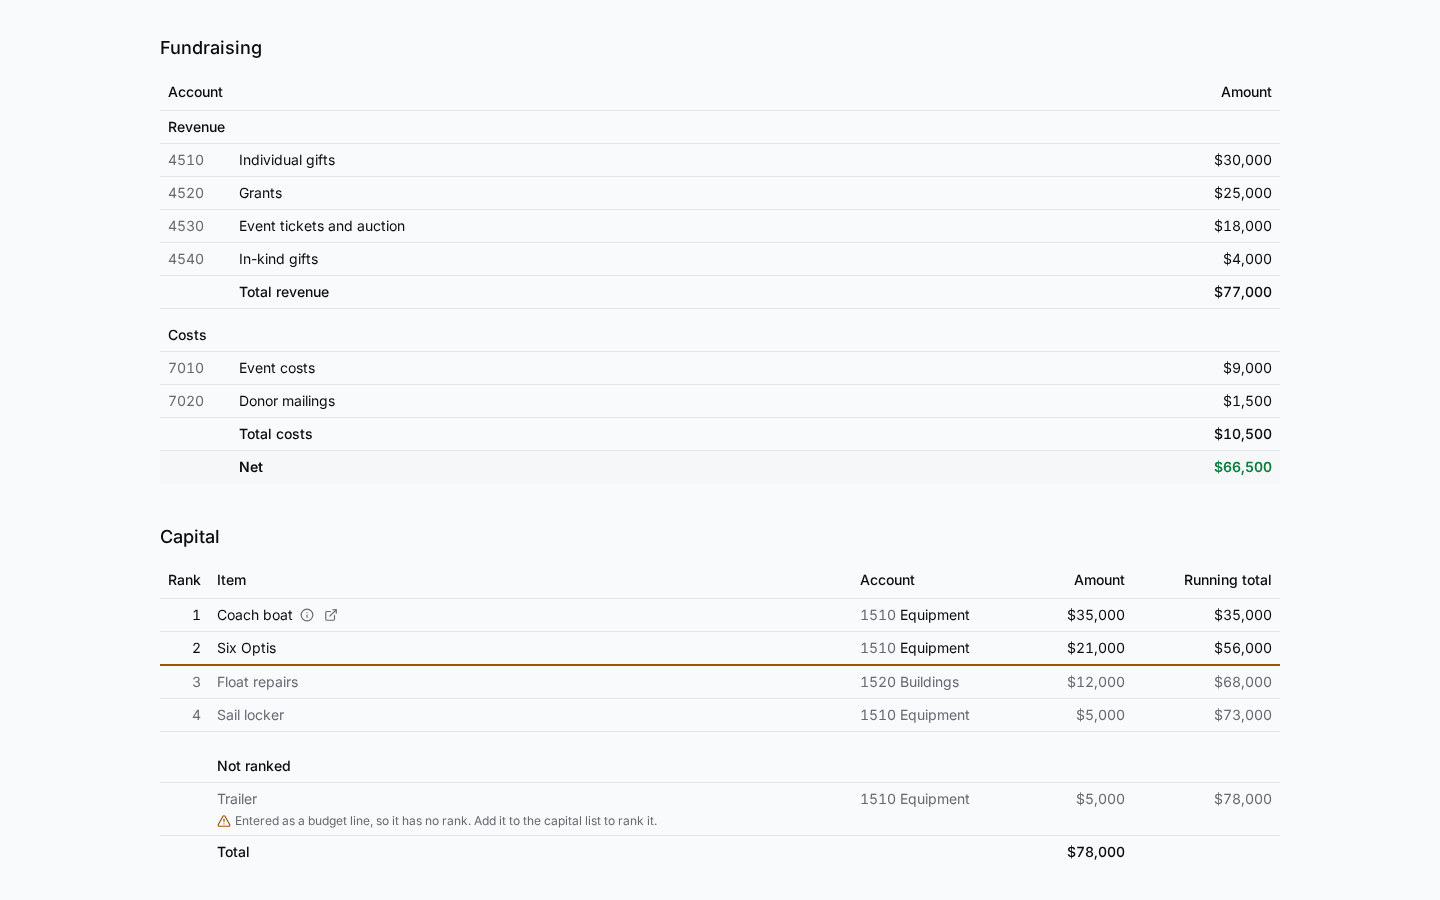 Fundraising
Account Amount
Revenue
4510 Individual gifts $30,000
4520 Grants $25,000
4530 Event tickets and auction $18,000
4540 In-kind gifts $4,000
Total revenue $77,000
Costs
7010 Event costs $9,000
7020 Donor mailings $1,500
Total costs $10,500
Net $66,500
Capital
Rank Item Account Amount Running total
1 Coach boat 1510 Equipment $35,000 $35,000
2 Six Optis 1510 Equipment $21,000 $56,000
3 Float repairs 1520 Buildings $12,000 $68,000
4 Sail locker 1510 Equipment $5,000 $73,000
Not ranked
Trailer 1510 Equipment $5,000 $78,000
Entered as a budget line, so it has no rank. Add it to the capital list to rank it.
Total $78,000